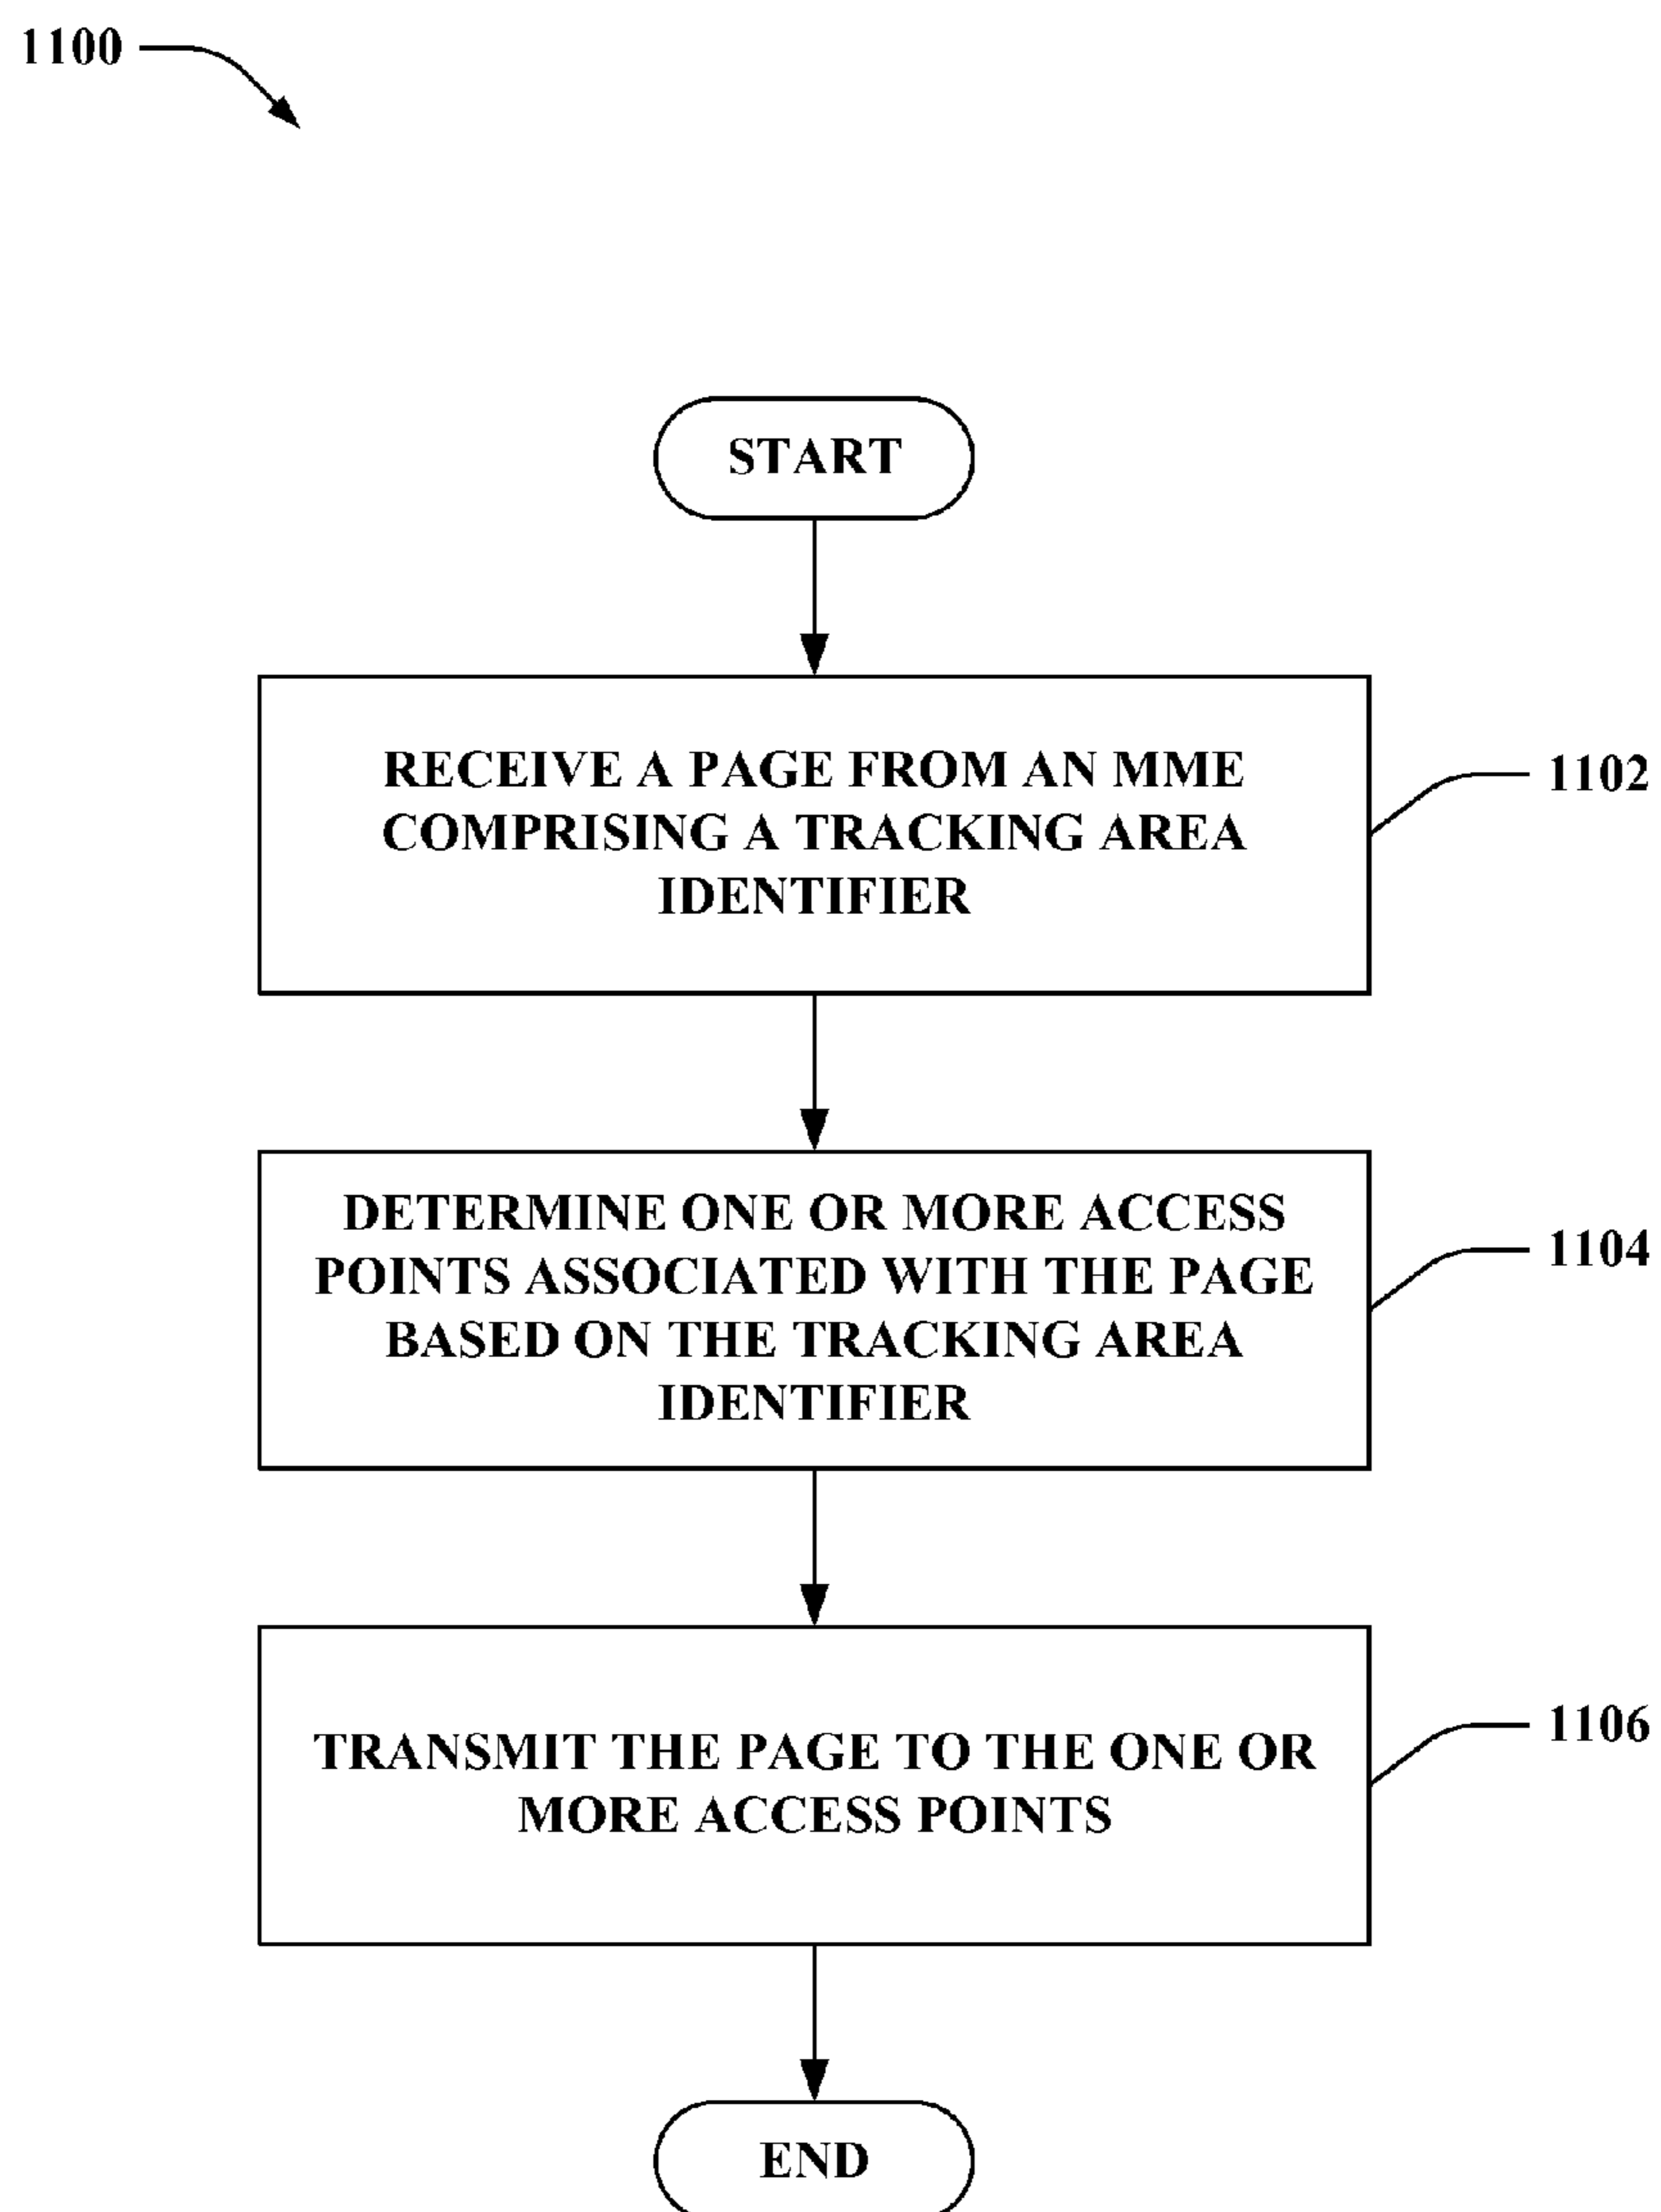 1100
START
RECEIVE A PAGE FROM AN MME
COMPRISING A TRACKING AREA
IDENTIFIER
1102
DETERMINE ONE OR MORE ACCESS
POINTS ASSOCIATED WITH THE PAGE
BASED ON THE TRACKING AREA
IDENTIFIER
1104
TRANSMIT THE PAGE TO THE ONE OR
MORE ACCESS POINTS
1106
END